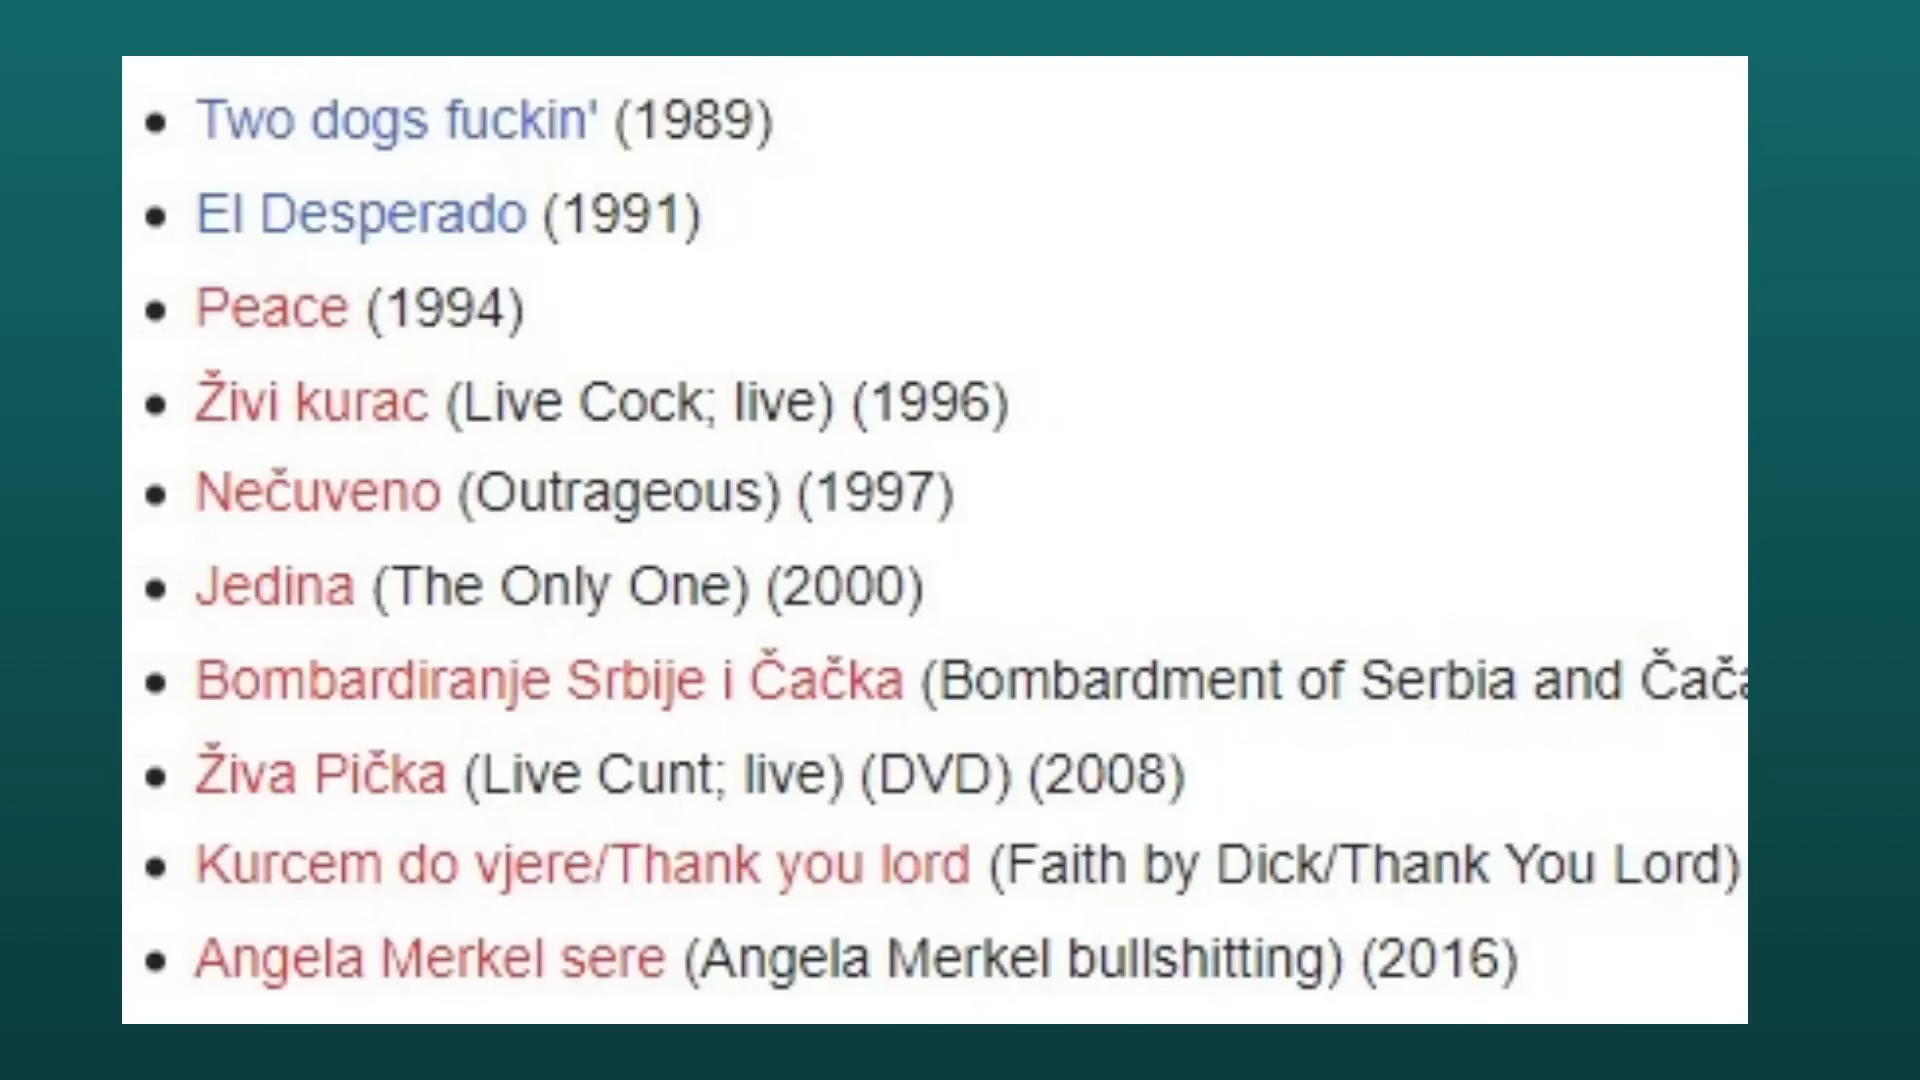 Two dogs fuckin' (1989)
El Desperado (1991)
Peace (1994)
Živi kurac (Live Cock; live) (1996)
Nečuveno (Outrageous) (1997)
Jedina (The Only One) (2000)
Bombardiranje Srbije i Čačka (Bombardment of Serbia and
Živa Pička (Live Cunt; live) (DVD) (2008)
Kurcem do vjere/Thank you lord (Faith by Dick/Thank You Lord)
Angela Merkel sere (Angela Merkel bullshitting) (2016)